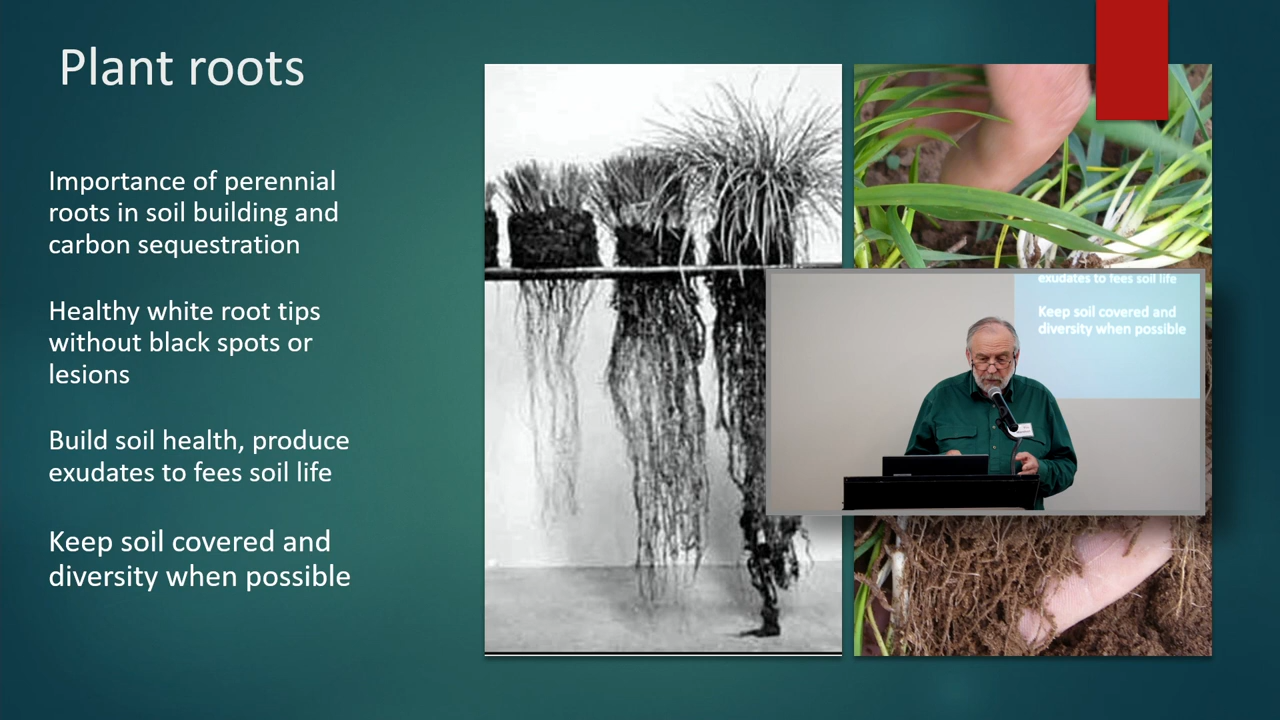 Plant roots
Importance of perennial
roots in soil building and
carbon sequestration
Healthy white root tips
without black spots or
lesions
Build soil health, produce
exudates to fees soil life
Keep soil covered and
diversity when possible
exudates to fees soil life
Keep soil covered and
diversity when possible